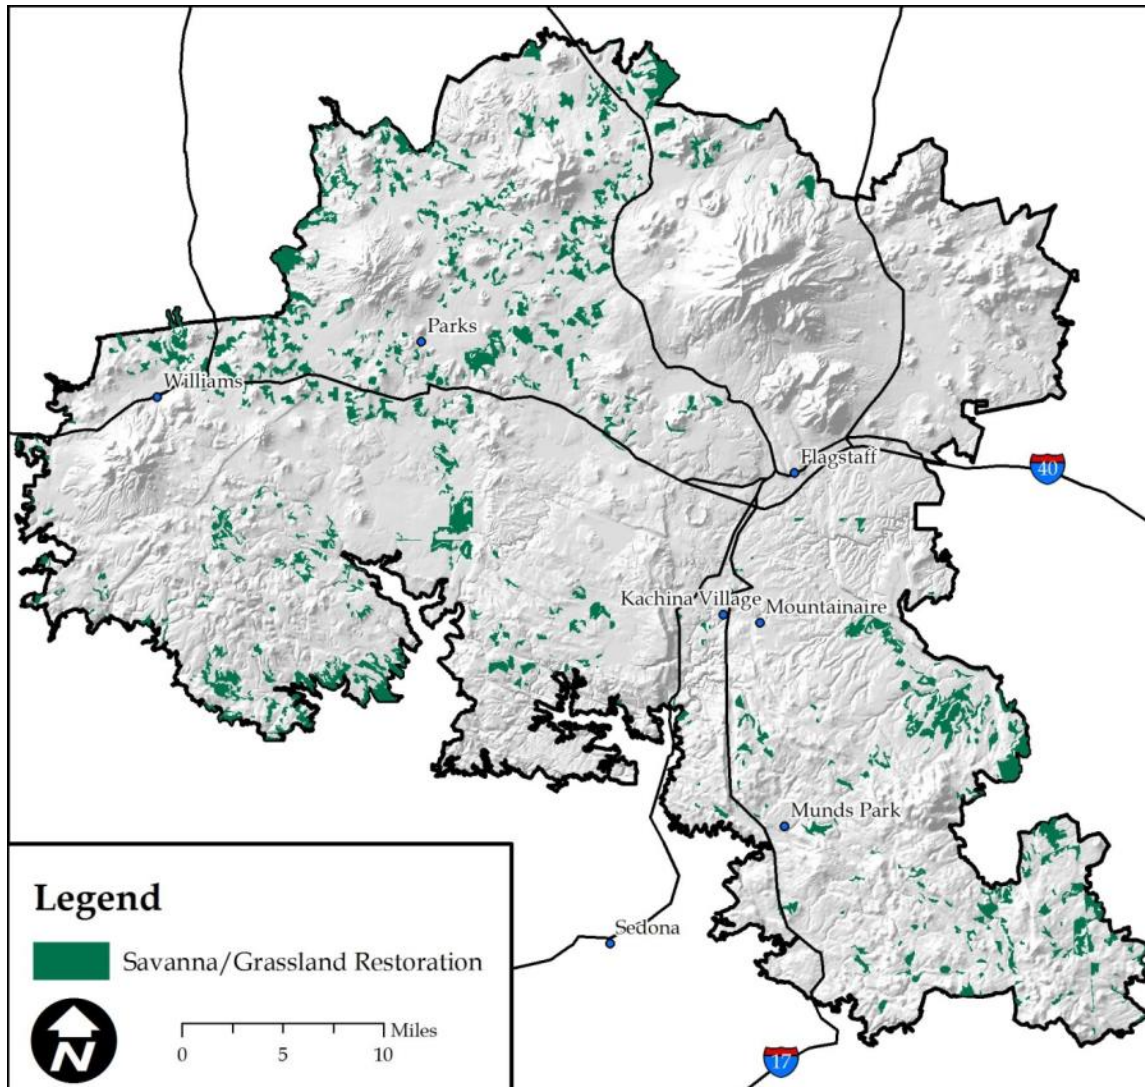 Parks
Williams
Flagstaff
40
Kachina Village
Mountainaire
Munds Park
Sedona
Legend
Savanna/Grassland Restoration
N
Miles
0 5 10
17